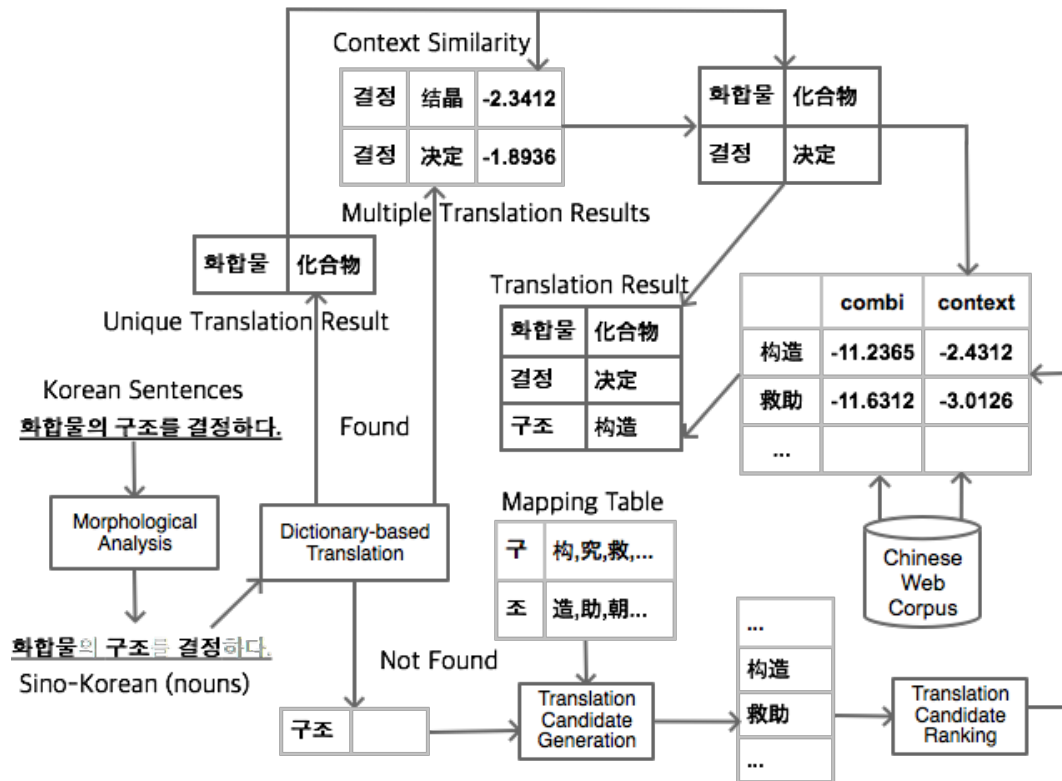 Context Similarity
결정 结晶 -2.3412
결정 决定 -1.8936
Multiple Translation Results
화합물 化合物
결정 决定
화합물 化合物
Unique Translation Result
Translation Result
화합물 化合物
결정 决定
구조 构造
combi context
构造 -11.2365 -2.4312
救助 -11.6312 -3.0126
...
Korean Sentences
화합물의 구조를 결정하다.
Found
Morphological
Analysis
Dictionary-based
Translation
Mapping Table
구 构,究,救,...
조 造,助,朝...
Chinese
Web
Corpus
화합물의 구조를 결정하다.
Sino-Korean (nouns)
Not Found
구조
Translation
Candidate
Generation
...
构造
救助
...
Translation
Candidate
Ranking